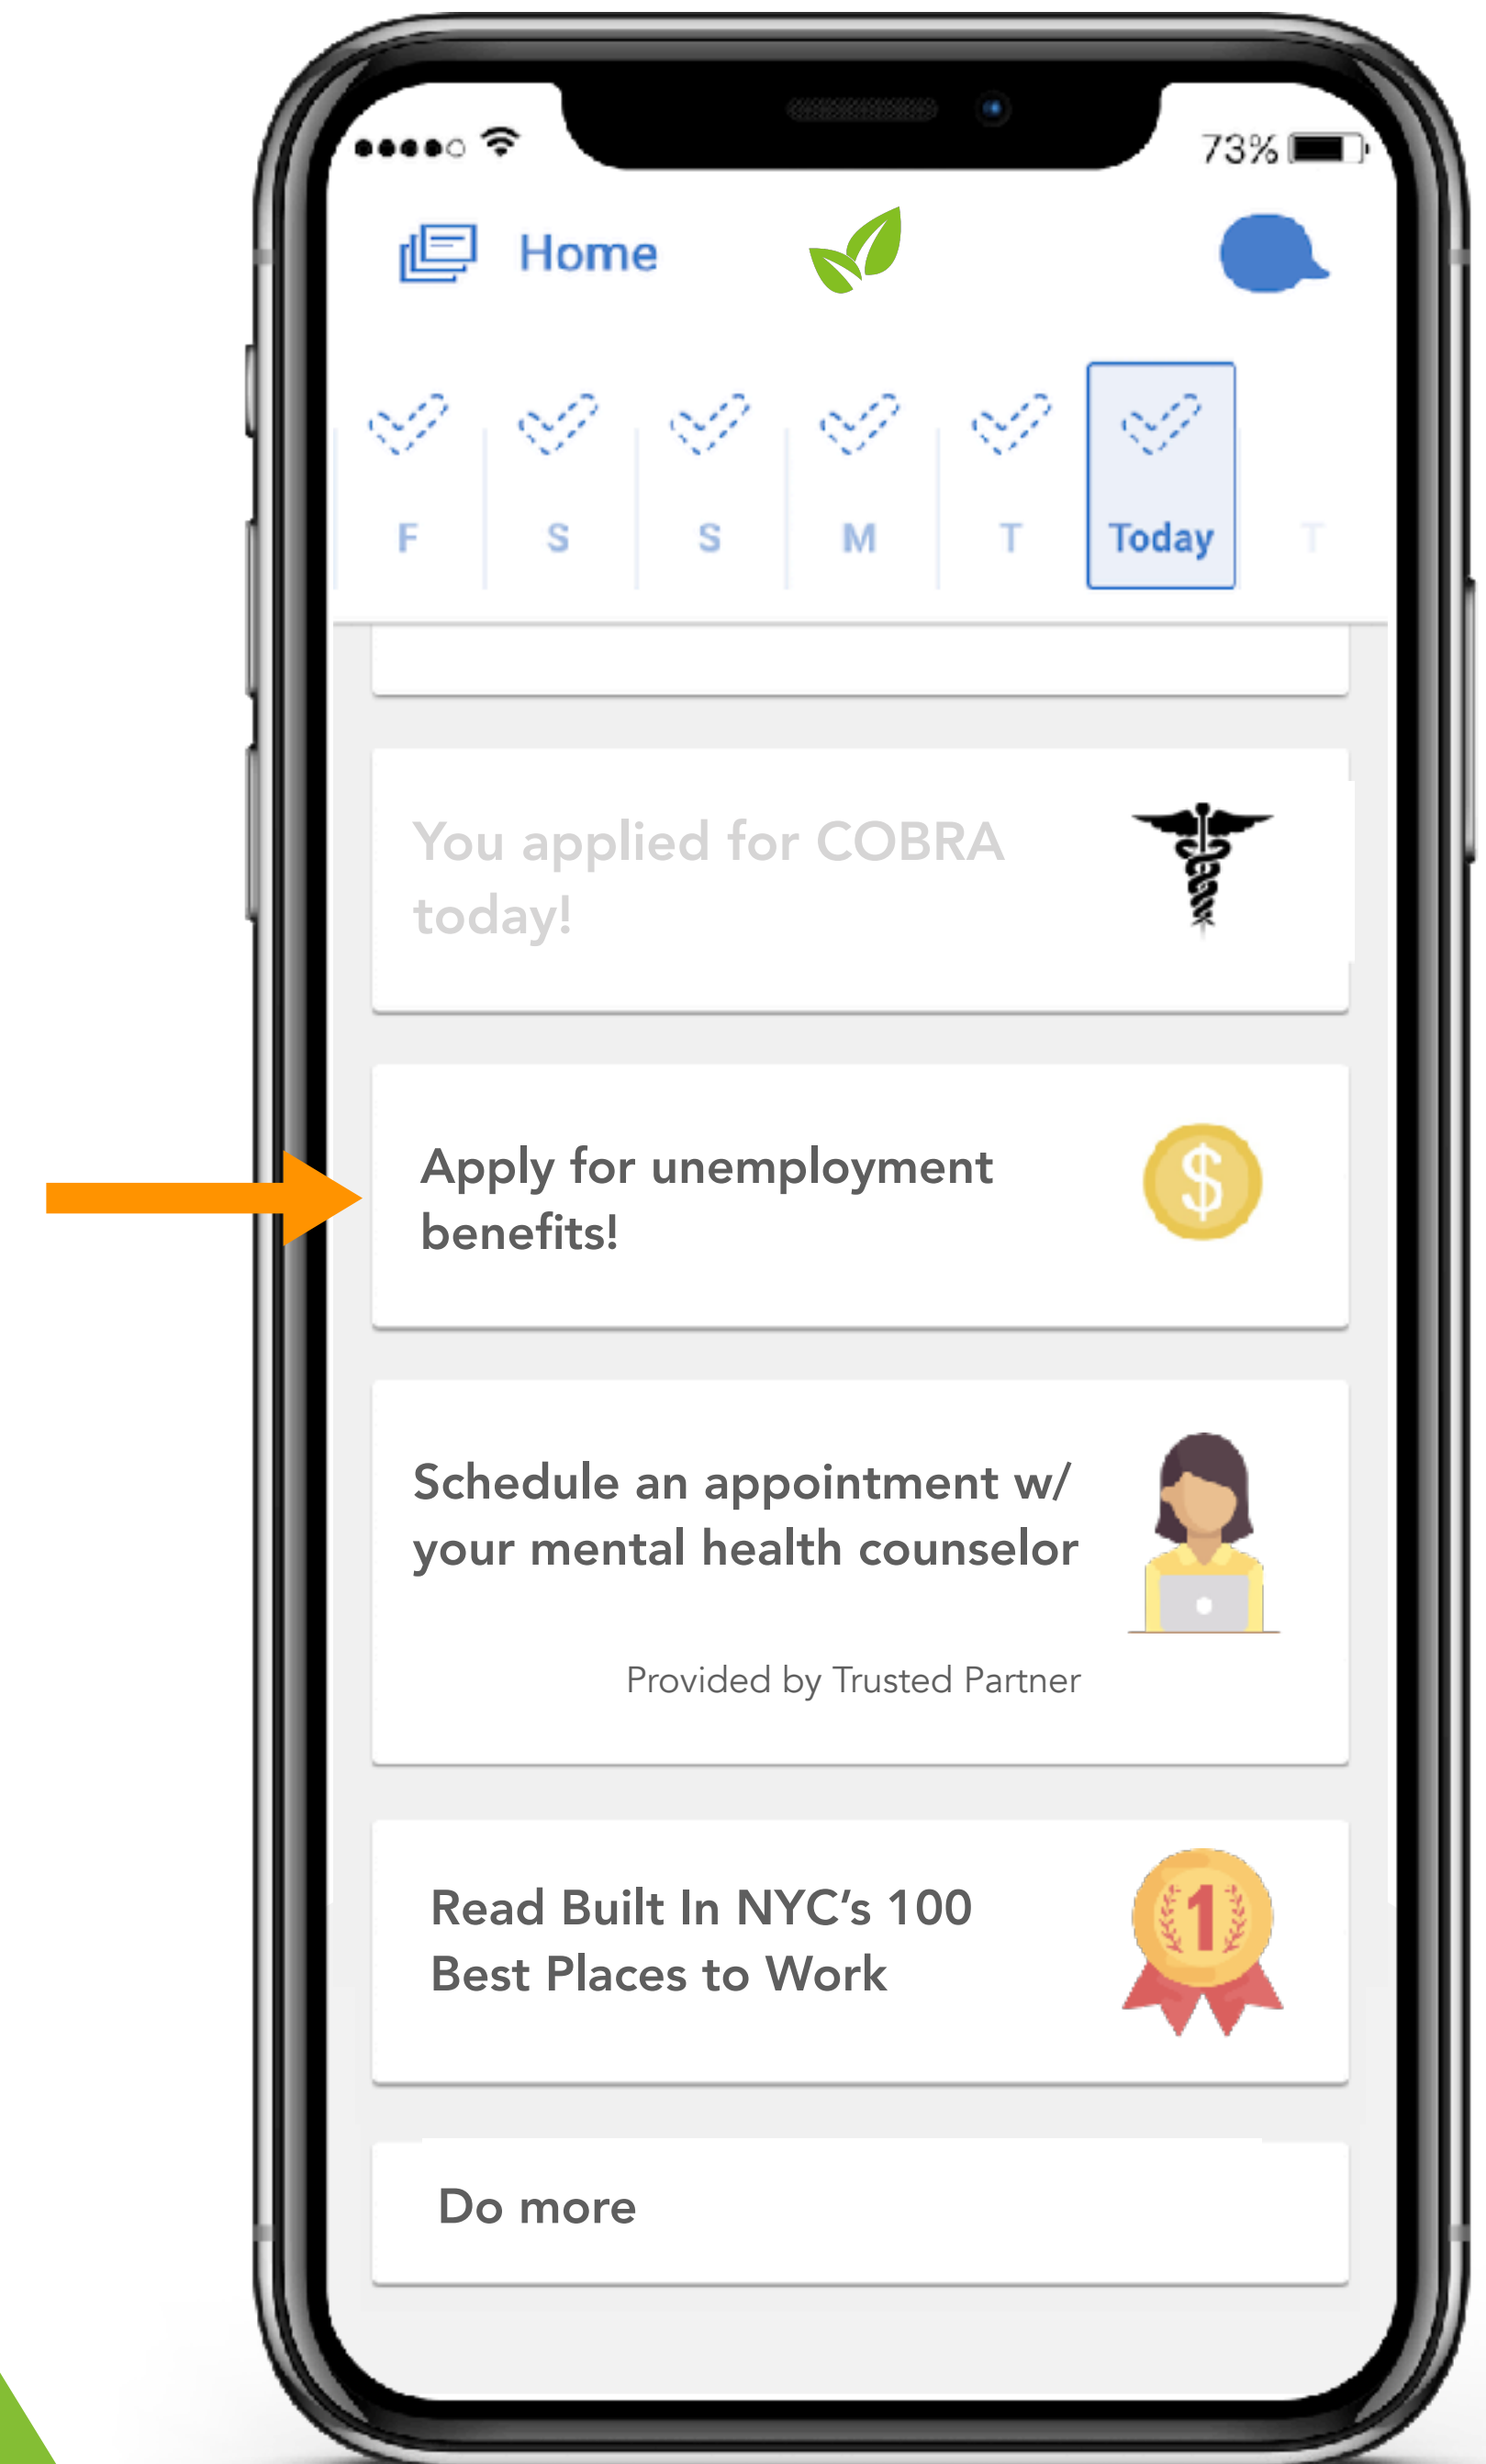 73%
Home
F S S M T Today T
You applied for COBRA
today!
Apply for unemployment
benefits!
$
Schedule an appointment w/
your mental health counselor
Provided by Trusted Partner
Read Built In NYC’s 100
Best Places to Work
1
Do more